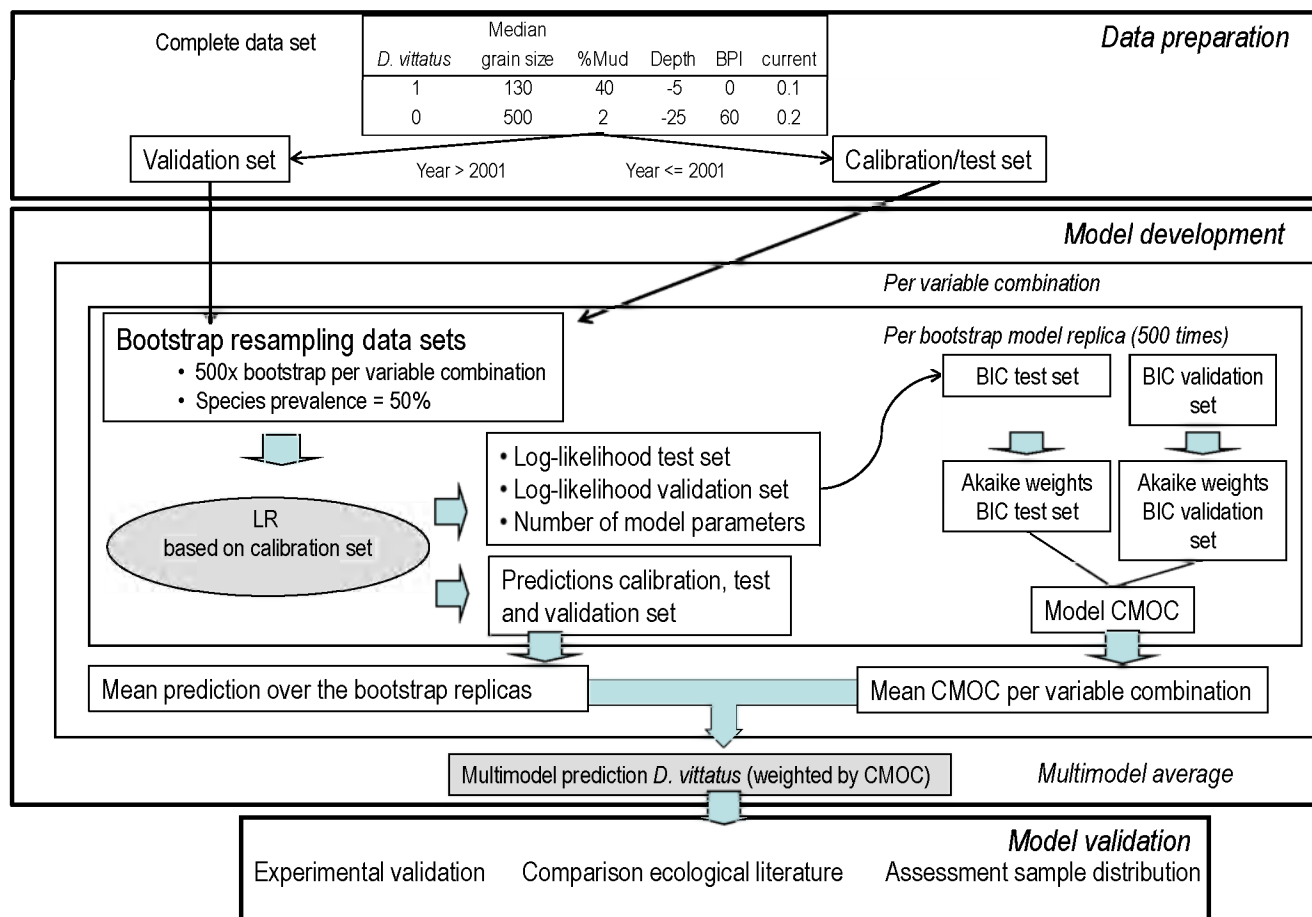 Data preparation
Complete data set
Median
D. vittatus grain size %Mud Depth BPI current
1 130 40 -5 0 0.1
0 500 2 -25 60 0.2
Validation set
Year > 2001
Year <= 2001
Calibration/test set
Model development
Per variable combination
Bootstrap resampling data sets
• 500x bootstrap per variable combination
• Species prevalence = 50%
Per bootstrap model replica (500 times)
BIC test set
BIC validation
set
• Log-likelihood test set
• Log-likelihood validation set
• Number of model parameters
Akaike weights
BIC test set
Akaike weights
BIC validation
set
LR
based on calibration set
Predictions calibration, test
and validation set
Model CMOC
Mean prediction over the bootstrap replicas
Mean CMOC per variable combination
Multimodel prediction D. vittatus (weighted by CMOC)
Multimodel average
Model validation
Experimental validation
Comparison ecological literature
Assessment sample distribution